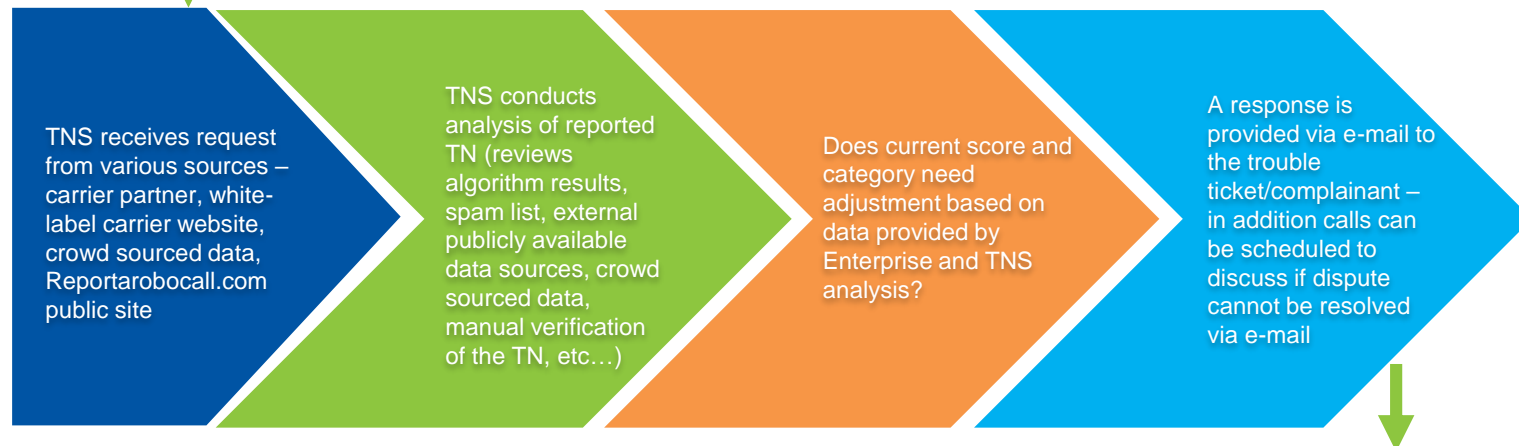 TNS receives request
from various sources –
carrier partner, white-
label carrier website,
crowd sourced data,
Reportarobocall.com
public site
TNS conducts
analysis of reported
TN (reviews
algorithm results,
spam list, external
publicly available
data sources, crowd
sourced data,
manual verification
of the TN, etc…)
Does current score and
category need
adjustment based on
data provided by
Enterprise and TNS
analysis?
A response is
provided via e-mail to
the trouble
ticket/complainant –
in addition calls can
be scheduled to
discuss if dispute
cannot be resolved
via e-mail